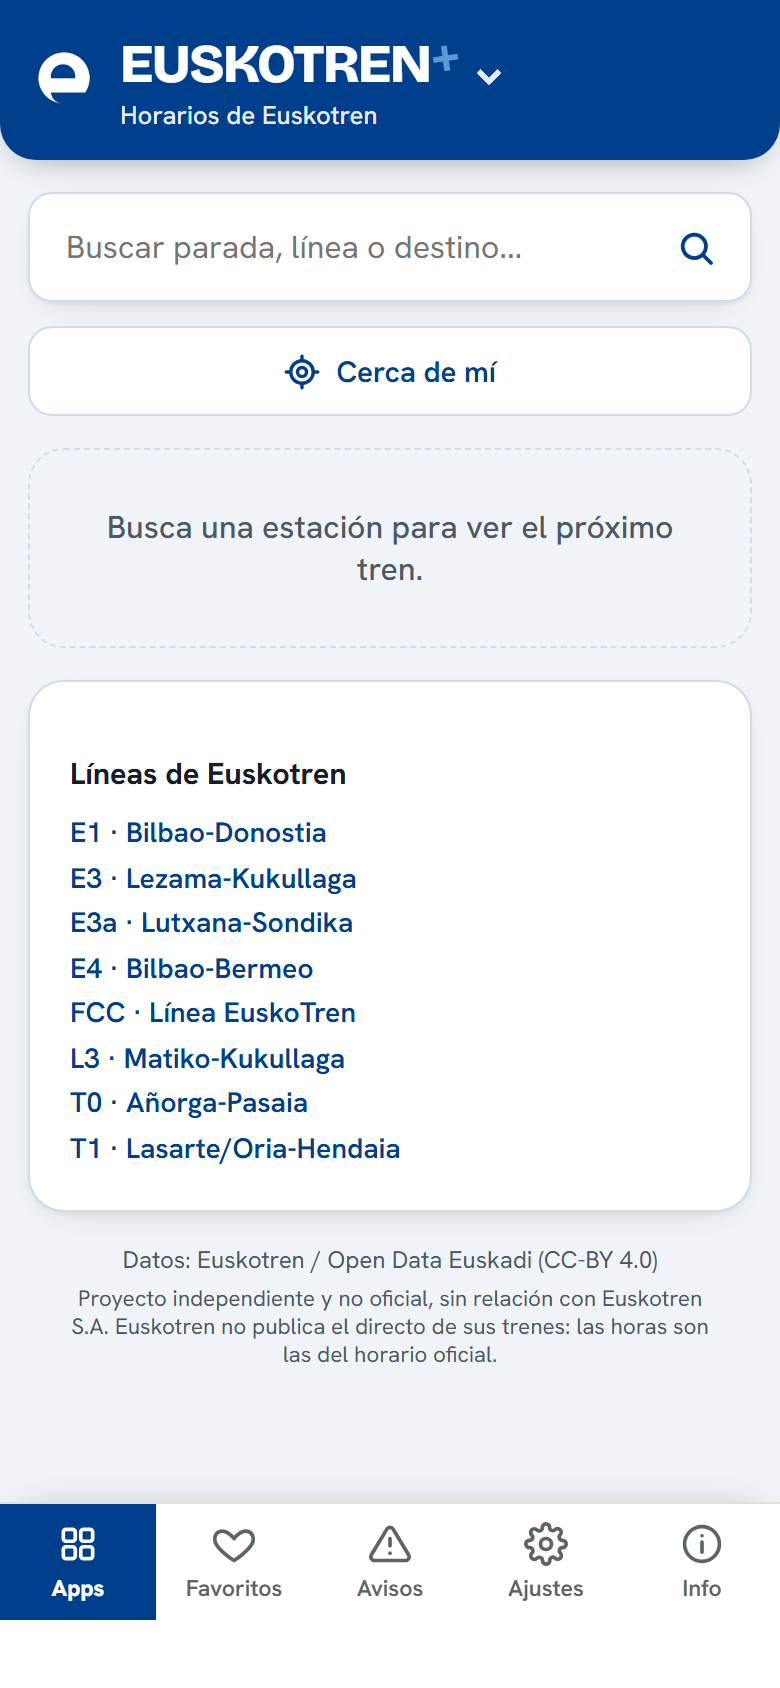 e EUSKOTREN+
Horarios de Euskotren
Buscar parada, línea o destino...
Cerca de mí
Busca una estación para ver el próximo
tren.
Líneas de Euskotren
E1 · Bilbao-Donostia
E3 · Lezama-Kukullaga
E3a · Lutxana-Sondika
E4 · Bilbao-Bermeo
FCC · Línea EuskoTren
L3 · Matiko-Kukullaga
T0 · Añorga-Pasaia
T1 · Lasarte/Oria-Hendaia
Datos: Euskotren / Open Data Euskadi (CC-BY 4.0)
Proyecto independiente y no oficial, sin relación con Euskotren
S.A. Euskotren no publica el directo de sus trenes: las horas son
las del horario oficial.
Apps Favoritos Avisos Ajustes Info